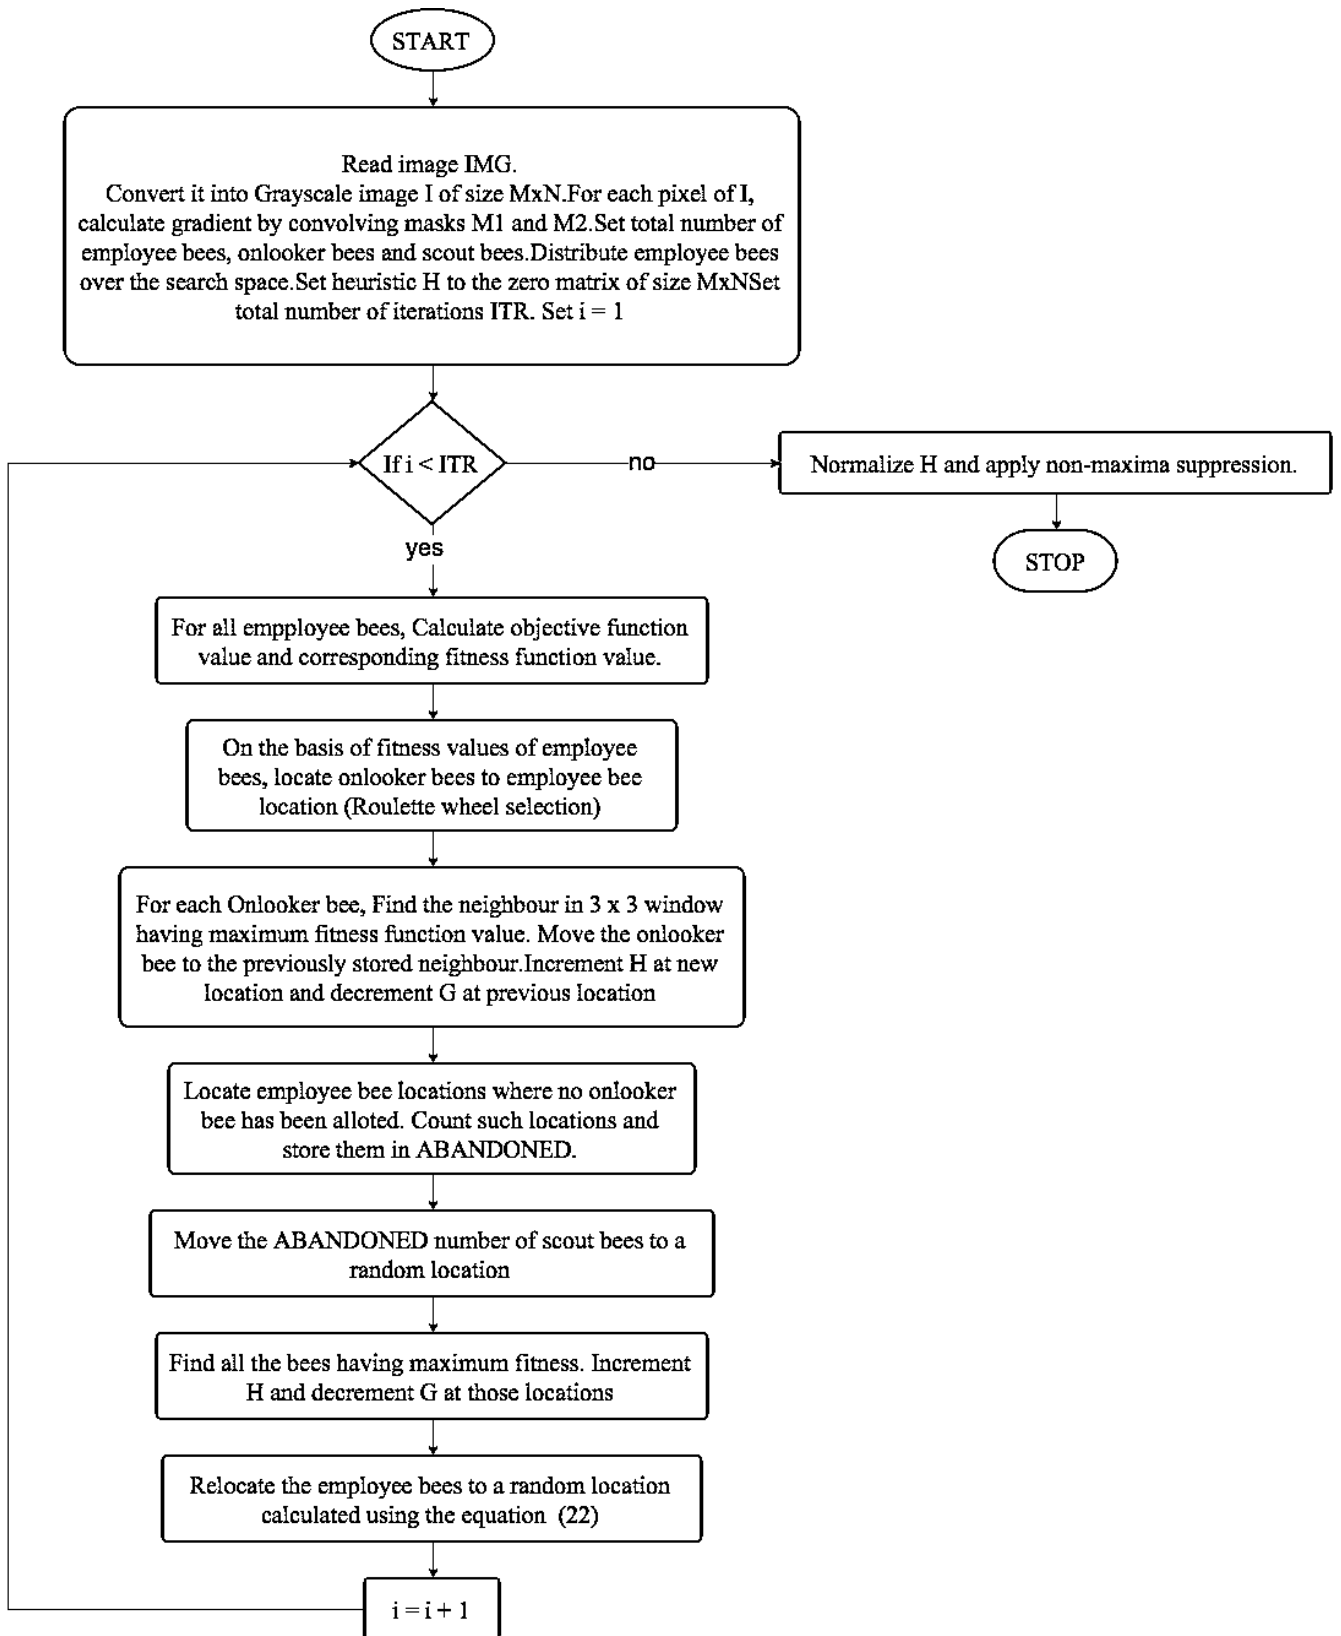 START
Read image IMG.
Convert it into Grayscale image I of size MxN.For each pixel of I,
calculate gradient by convolving masks M1 and M2.Set total number of
employee bees, onlooker bees and scout bees.Distribute employee bees
over the search space.Set heuristic H to the zero matrix of size MxNSet
total number of iterations ITR. Set i = 1
If i < ITR
no
Normalize H and apply non-maxima suppression.
STOP
yes
For all empployee bees, Calculate objective function
value and corresponding fitness function value.
On the basis of fitness values of employee
bees, locate onlooker bees to employee bee
location (Roulette wheel selection)
For each Onlooker bee, Find the neighbour in 3 x 3 window
having maximum fitness function value. Move the onlooker
bee to the previously stored neighbour.Increment H at new
location and decrement G at previous location
Locate employee bee locations where no onlooker
bee has been alloted. Count such locations and
store them in ABANDONED.
Move the ABANDONED number of scout bees to a
random location
Find all the bees having maximum fitness. Increment
H and decrement G at those locations
Relocate the employee bees to a random location
calculated using the equation (22)
i = i + 1